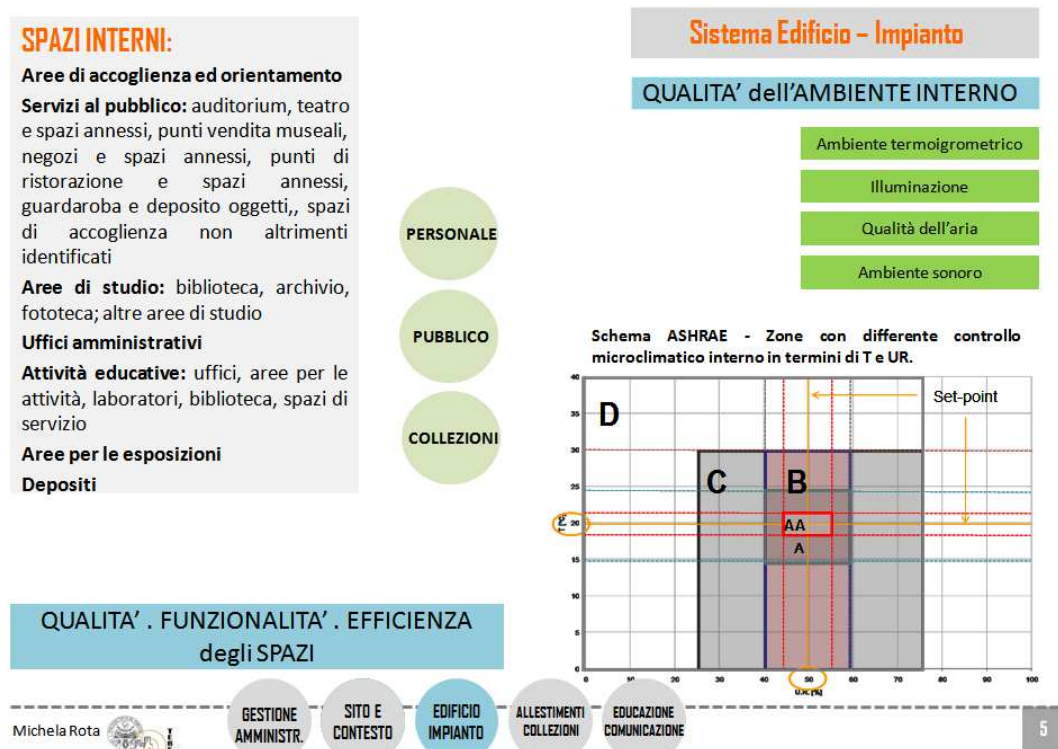 SPAZI INTERNI:
Aree di accoglienza ed orientamento
Servizi al pubblico: auditorium, teatro
e spazi annessi, punti vendita museali,
negozi e spazi annessi, punti di
ristorazione e spazi annessi,
guardaroba e deposito oggetti,, spazi
di accoglienza non altrimenti
identificati
Aree di studio: biblioteca, archivio,
fototeca; altre aree di studio
Uffici amministrativi
Attività educative: uffici, aree per le
attività, laboratori, biblioteca, spazi di
servizio
Aree per le esposizioni
Depositi
PERSONALE
PUBBLICO
COLLEZIONI
Sistema Edificio – Impianto
QUALITA' dell'AMBIENTE INTERNO
Ambiente termoigrometrico
Illuminazione
Qualità dell'aria
Ambiente sonoro
Schema ASHRAE - Zone con differente controllo
microclimatico interno in termini di T e UR.
40
35
30
25
20
15
10
5
0
D
C
B
AA
A
Set-point
0 10 20 30 40 50 60 70 80 90 100
U.R. [%]
QUALITA' . FUNZIONALITA' . EFFICIENZA
degli SPAZI
Michela Rota
GESTIONE
AMMINISTR.
SITO E
CONTESTO
EDIFICIO
IMPIANTO
ALLESTIMENTI
COLLEZIONI
EDUCAZIONE
COMUNICAZIONE
5